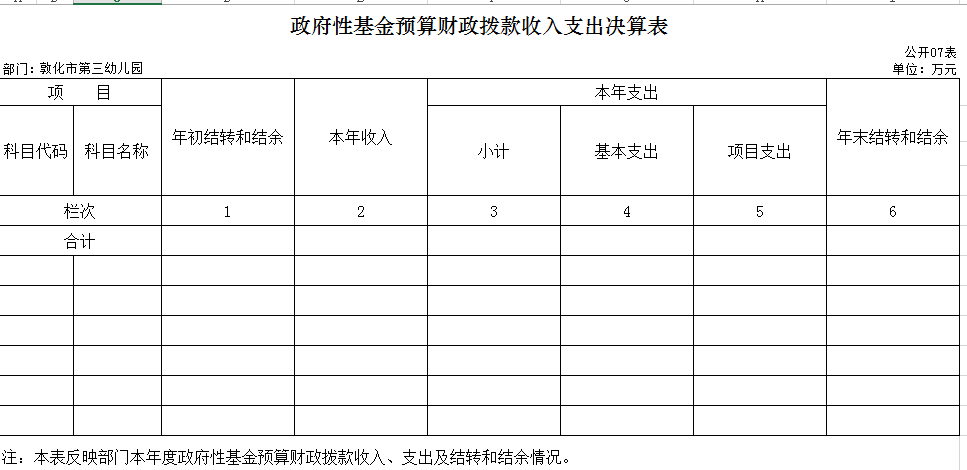 政府性基金预算财政拨款收入支出决算表
公开07表
部门：敦化市第三幼儿园 单位：万元
项 目 年初结转和结余 本年收入 本年支出 年末结转和结余
科目代码 科目名称 小计 基本支出 项目支出
栏次 1 2 3 4 5 6
合计
注：本表反映部门本年度政府性基金预算财政拨款收入、支出及结转和结余情况。